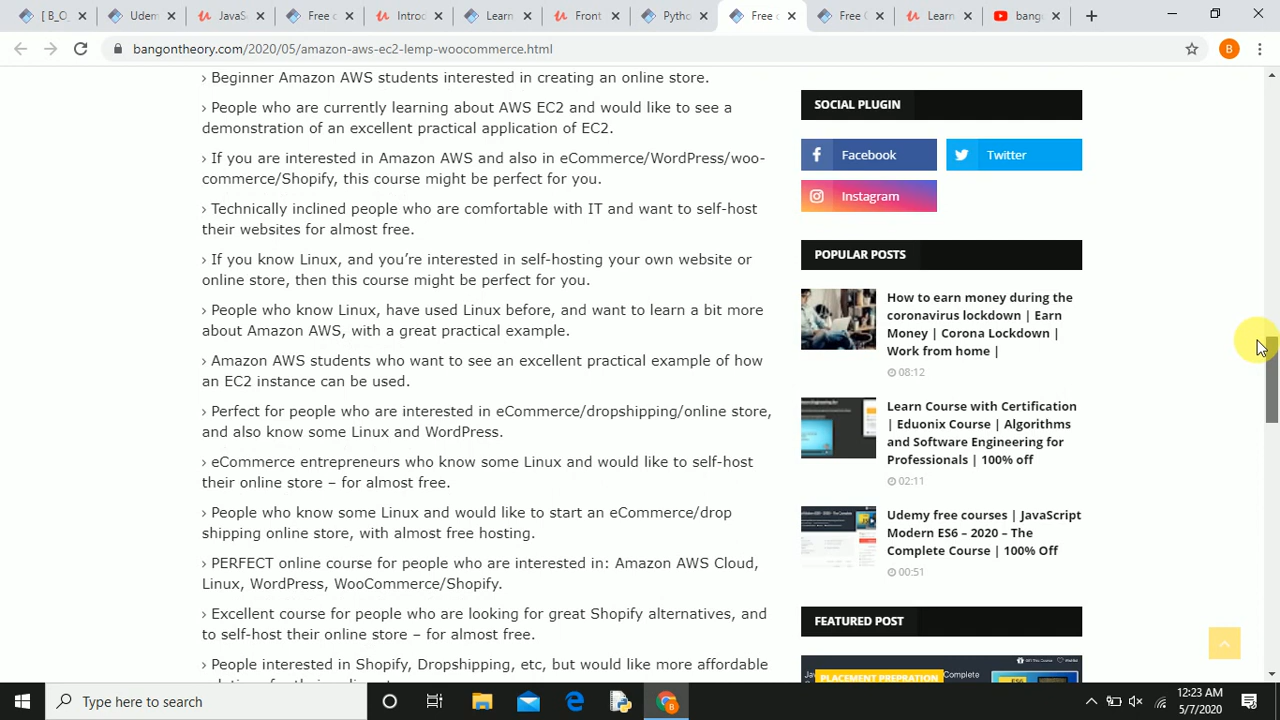 [ B_
JavaS
Intro
Learn
Front
Pytho
bang
bangontheory.com/2020/05/amazon-aws-ec2-lemp-woocommerce.html
B
› Beginner Amazon AWS students interested in creating an online store.
› People who are currently learning about AWS EC2 and would like to see a
demonstration of an excellent practical application of EC2.
› If you interested in Amazon AWS and also in eCommerce/WordPress/woo-
commerce/Shopify, this course might be perfect for you.
› Technically inclined people who are comfortable with IT and want to self-host
their websites for almost free.
› If you know Linux, and you're interested in self-hosting your own website or
online store, then this course might be perfect for you.
› People who know Linux, have used Linux before, and want to learn a bit more
about Amazon AWS with a great practical example.
› Amazon AWS students who want to see an excellent practical example of how
an EC2 instance can be used.
› Perfect for people who areinterested in eCommerce/dropshipping/online store,
and also know some Linux and WordPress.
› eCommerce entrepreneurs who know some Linux and would like to self-host
their online store – for almost free.
› People who know some Linux and would like to start an eCommerce/drop
shipping shop/store, with almost free hosting.
› An EXCELLENT course for people who are interested in: Amazon AWS Cloud,
Linux, WordPress, WooCommerce/Shopify.
› Excellent course for people who are looking for great Shopify alternatives, and
to self-host their online store – for almost free.
› People interested in Shopify, Dropshipping, etc, but would like more affordable
SOCIAL PLUGIN
Facebook
Twitter
Instagram
POPULAR POSTS
How to earn money during the
coronavirus lockdown | Earn
Money | Corona Lockdown |
Work from home |
08:12
Learn Course with Certification
| Eduonix Course | Algorithms
and Software Engineering for
Professionals | 100% off
02:11
Udemy free courses | JavaScript
Modern ES6 – 2020 – The
Complete Course | 100% Off
00:51
FEATURED POST
PLACEMENT PREPRATION
Complete
Type here to search
12:23 AM
5/7/2020